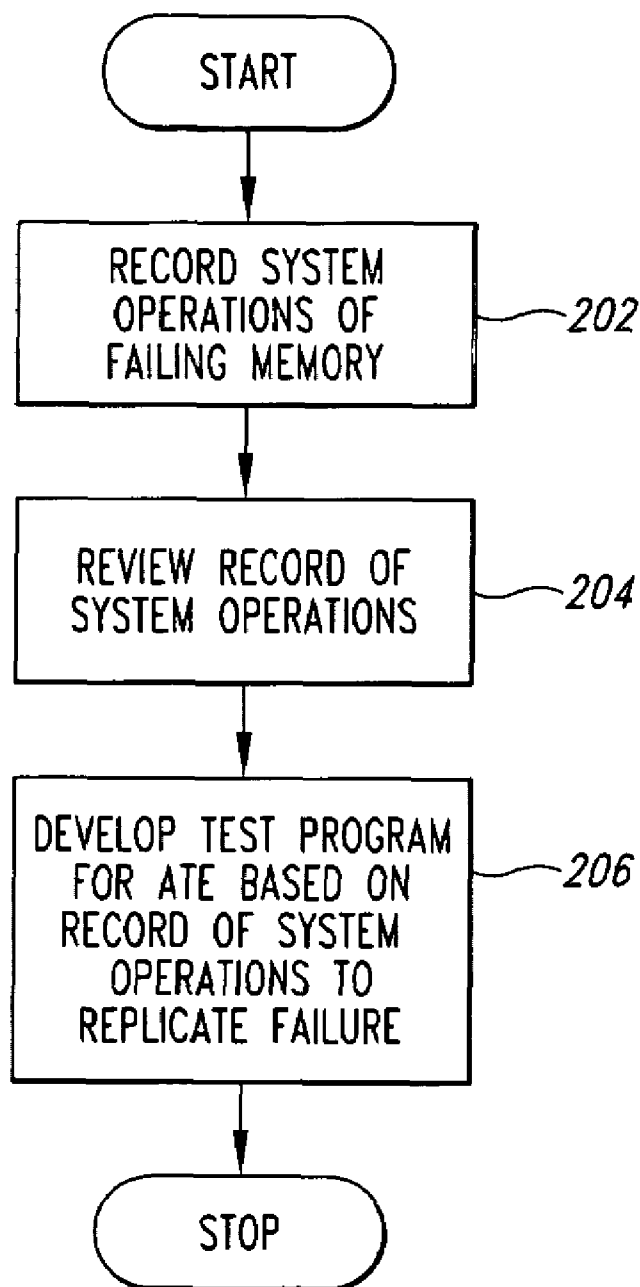 START
RECORD SYSTEM
OPERATIONS OF
FAILING MEMORY
202
REVIEW RECORD OF
SYSTEM OPERATIONS
204
DEVELOP TEST PROGRAM
FOR ATE BASED ON
RECORD OF SYSTEM
OPERATIONS TO
REPLICATE FAILURE
206
STOP